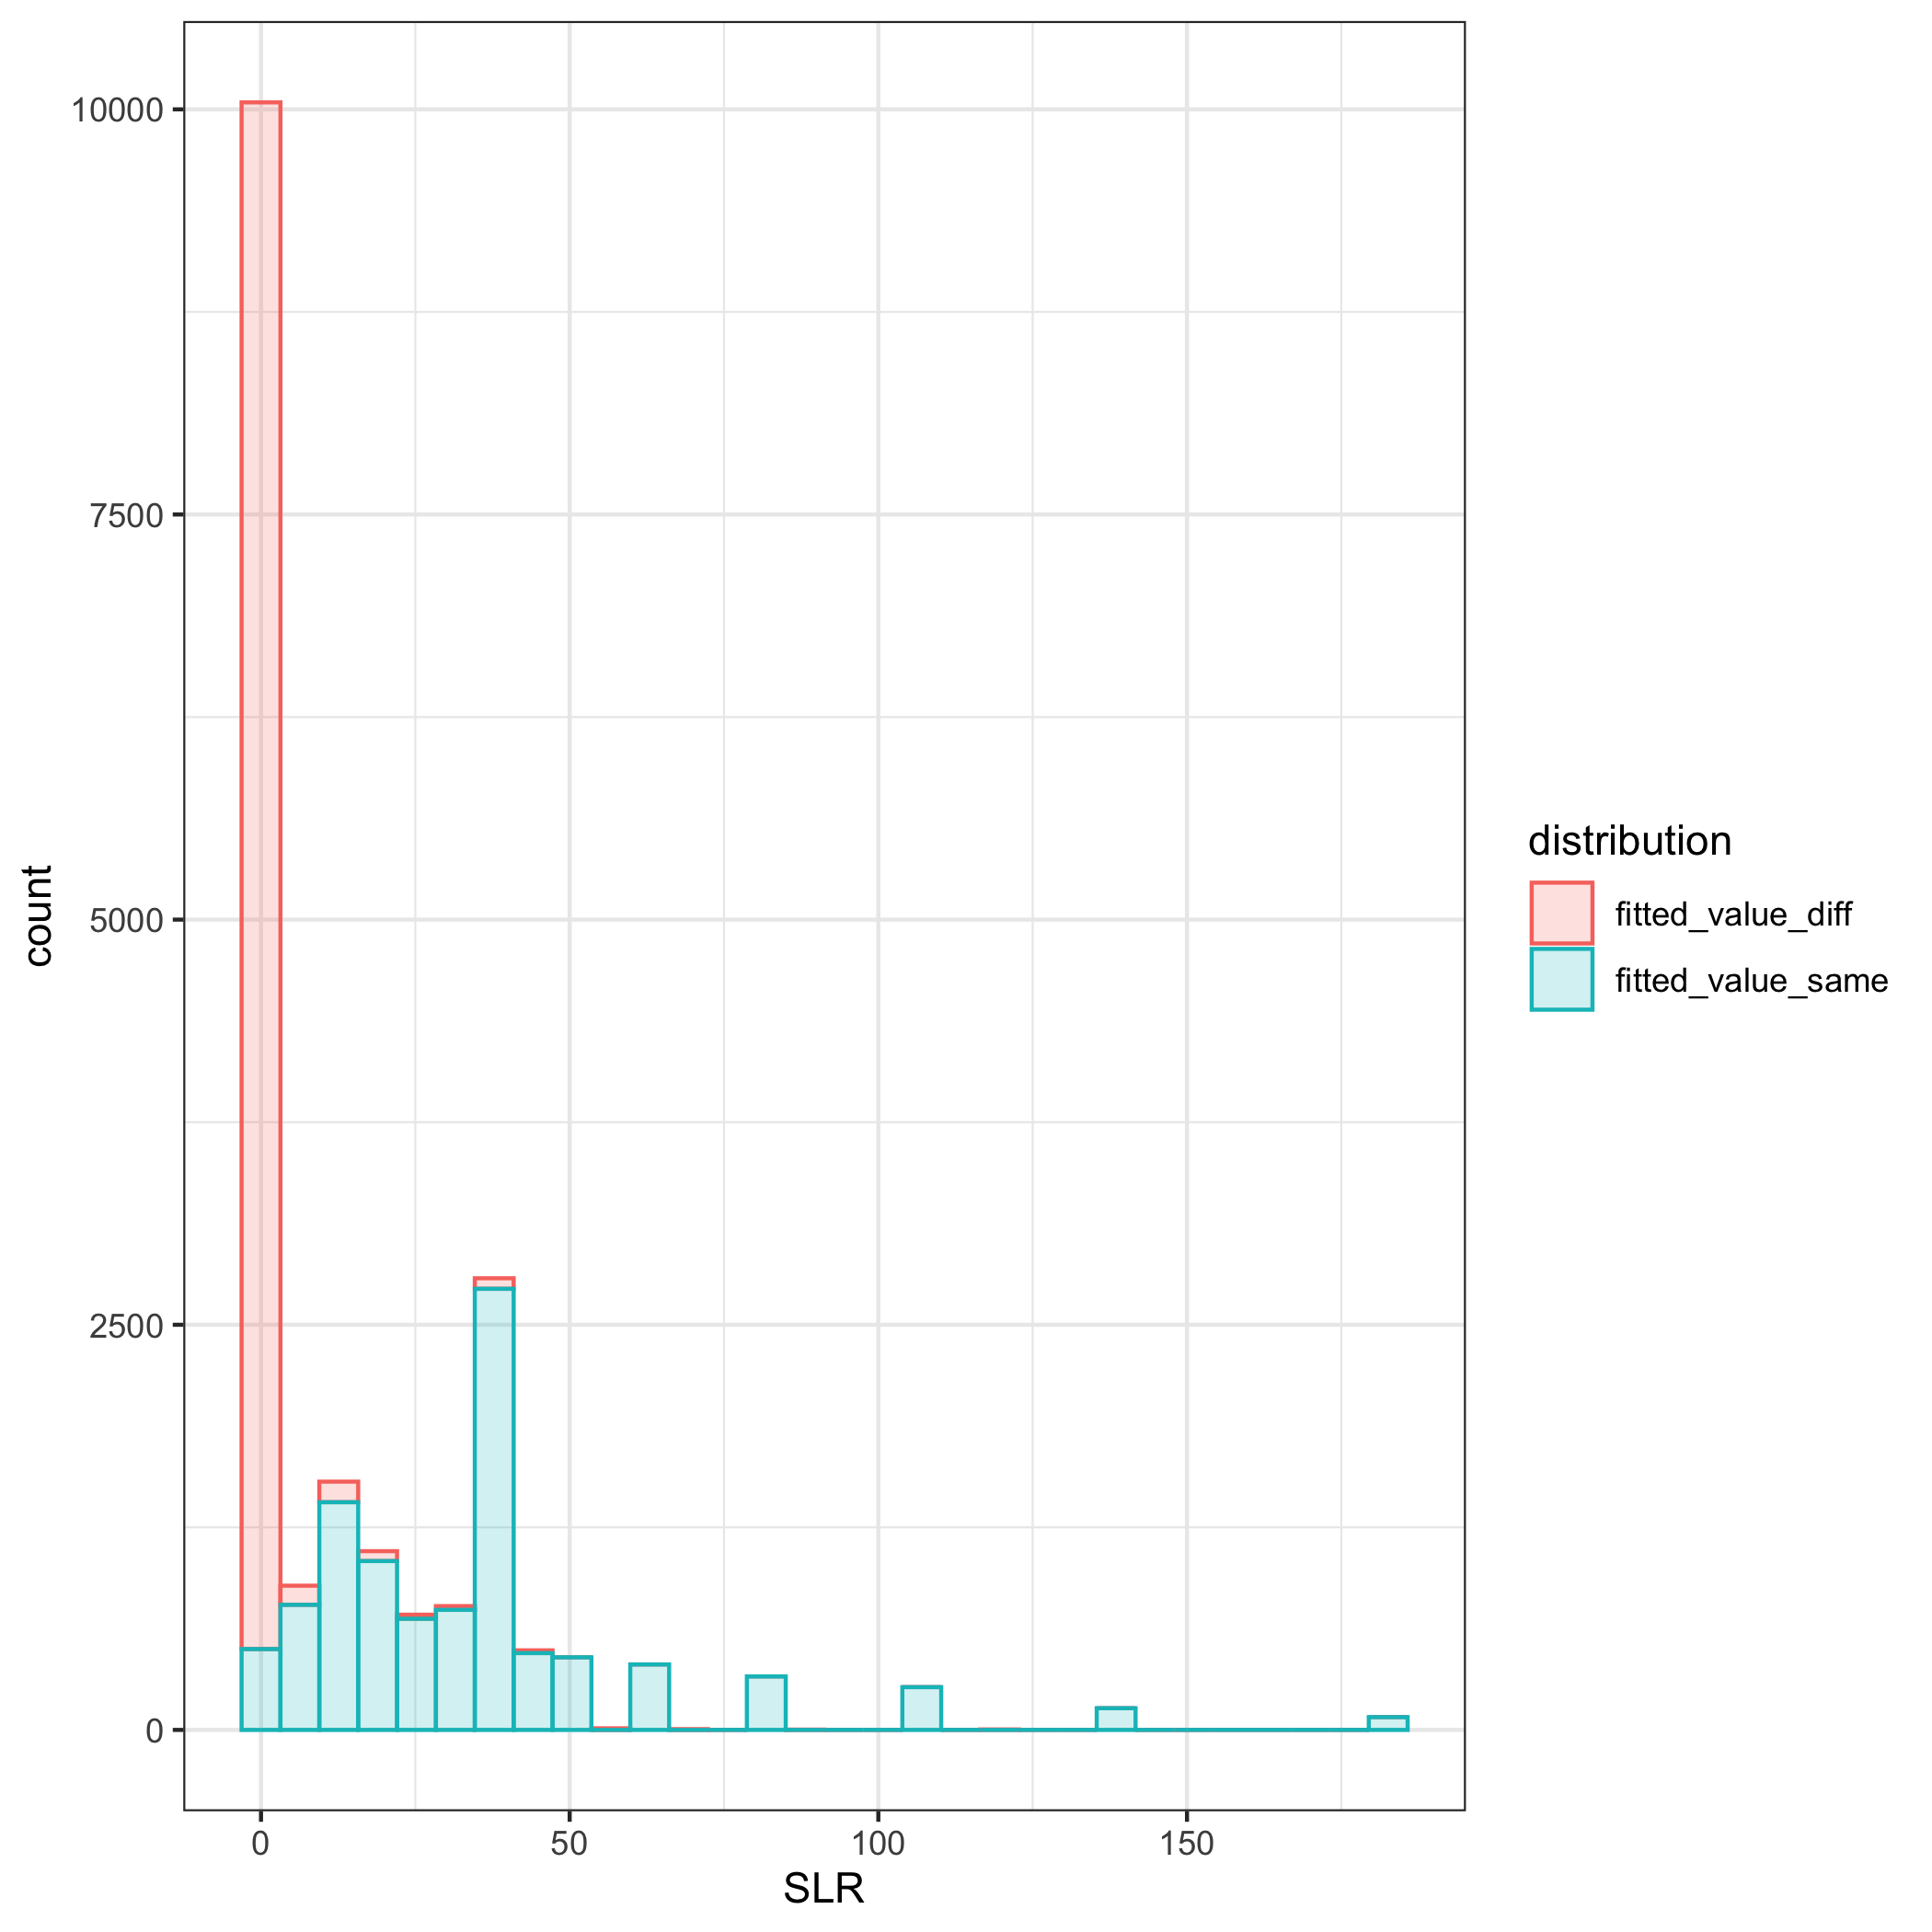 10000
7500
5000
2500
0
count
0 50 100 150
SLR
distribution
fitted_value_diff
fitted_value_same